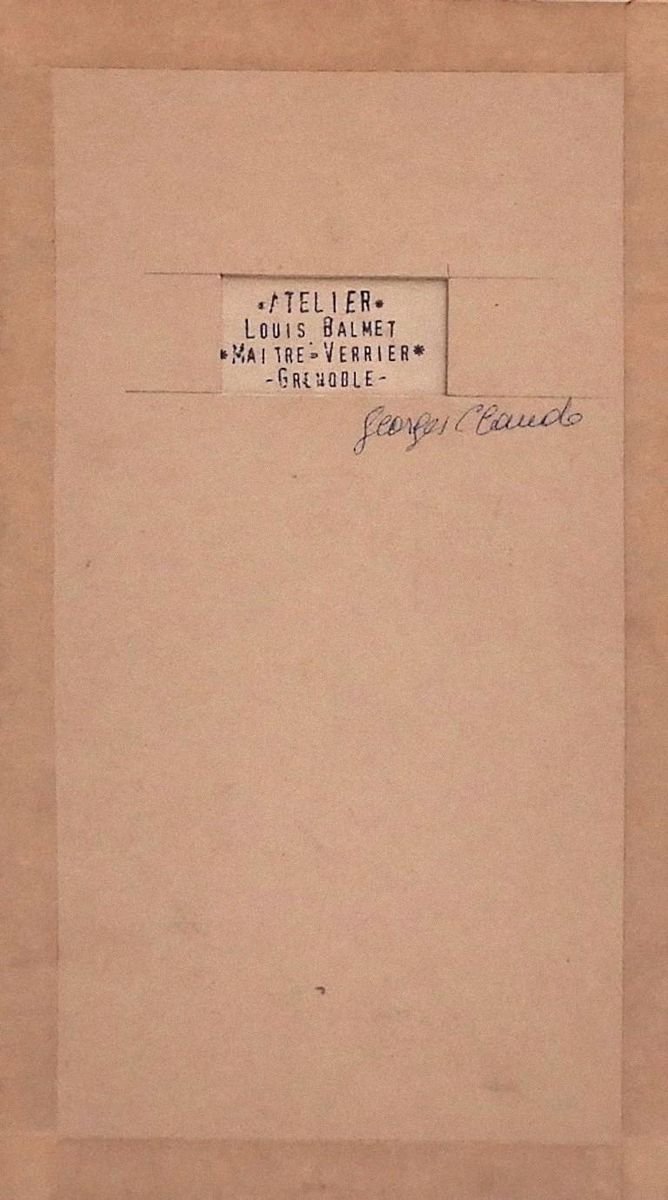 *ATELIER*
LOUIS BALMET
*MAITRE-VERRIER*
-GRENOBLE-
Georges Claude